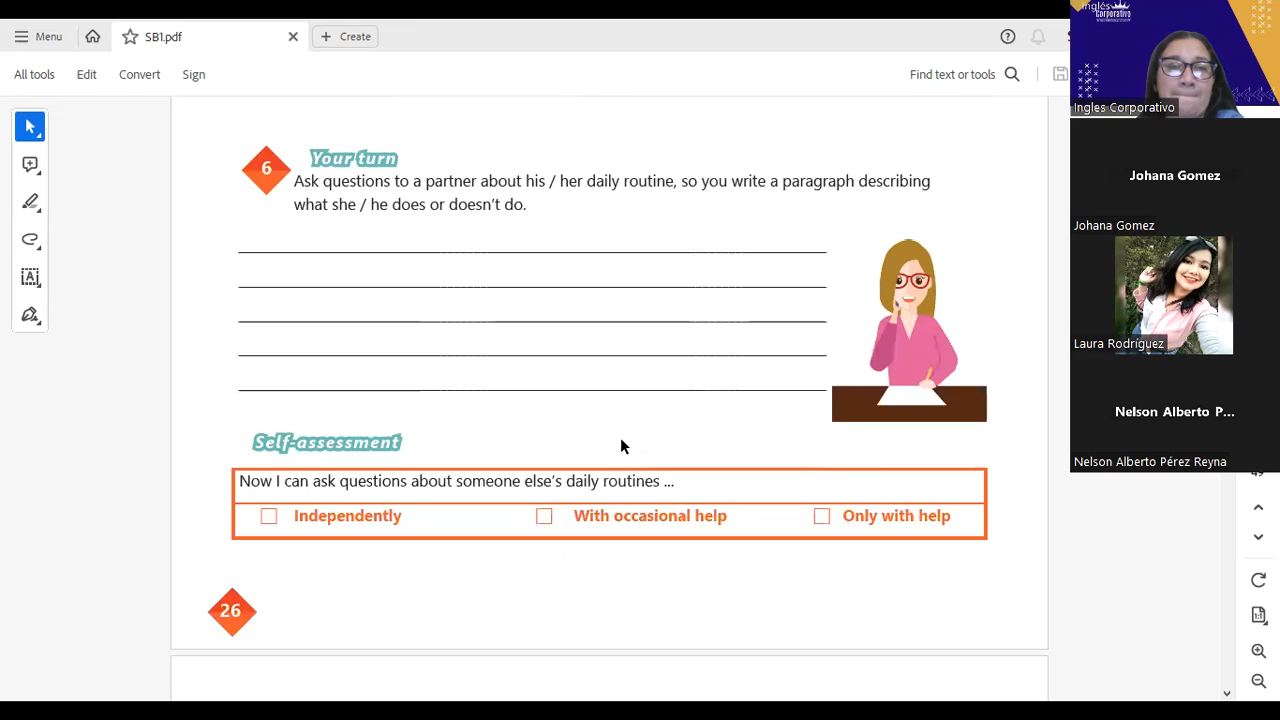 Menu
SB1.pdf
Create
All tools
Edit
Convert
Sign
Find text or tools
6
Your turn
Ask questions to a partner about his / her daily routine, so you write a paragraph describing
what she / he does or doesn't do.
Self-assessment
Now I can ask questions about someone else's daily routines ...
Independently
With occasional help
Only with help
26
Inglés
corporativo
Ingles Corporativo
Johana Gomez
Johana Gomez
Laura Rodríguez
Nelson Alberto P...
Nelson Alberto Pérez Reyna